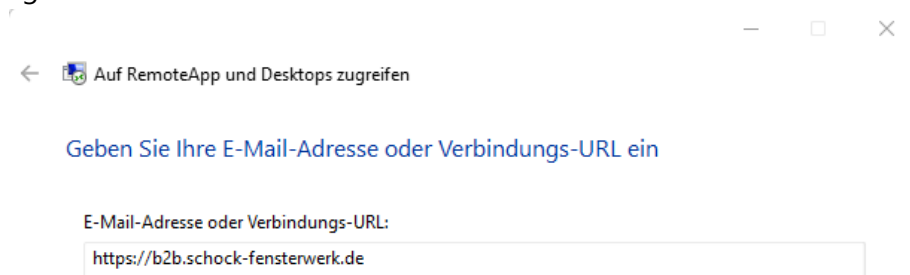 Auf RemoteApp und Desktops zugreifen
Geben Sie Ihre E-Mail-Adresse oder Verbindungs-URL ein
E-Mail-Adresse oder Verbindungs-URL:
https://b2b.schock-fensterwerk.de